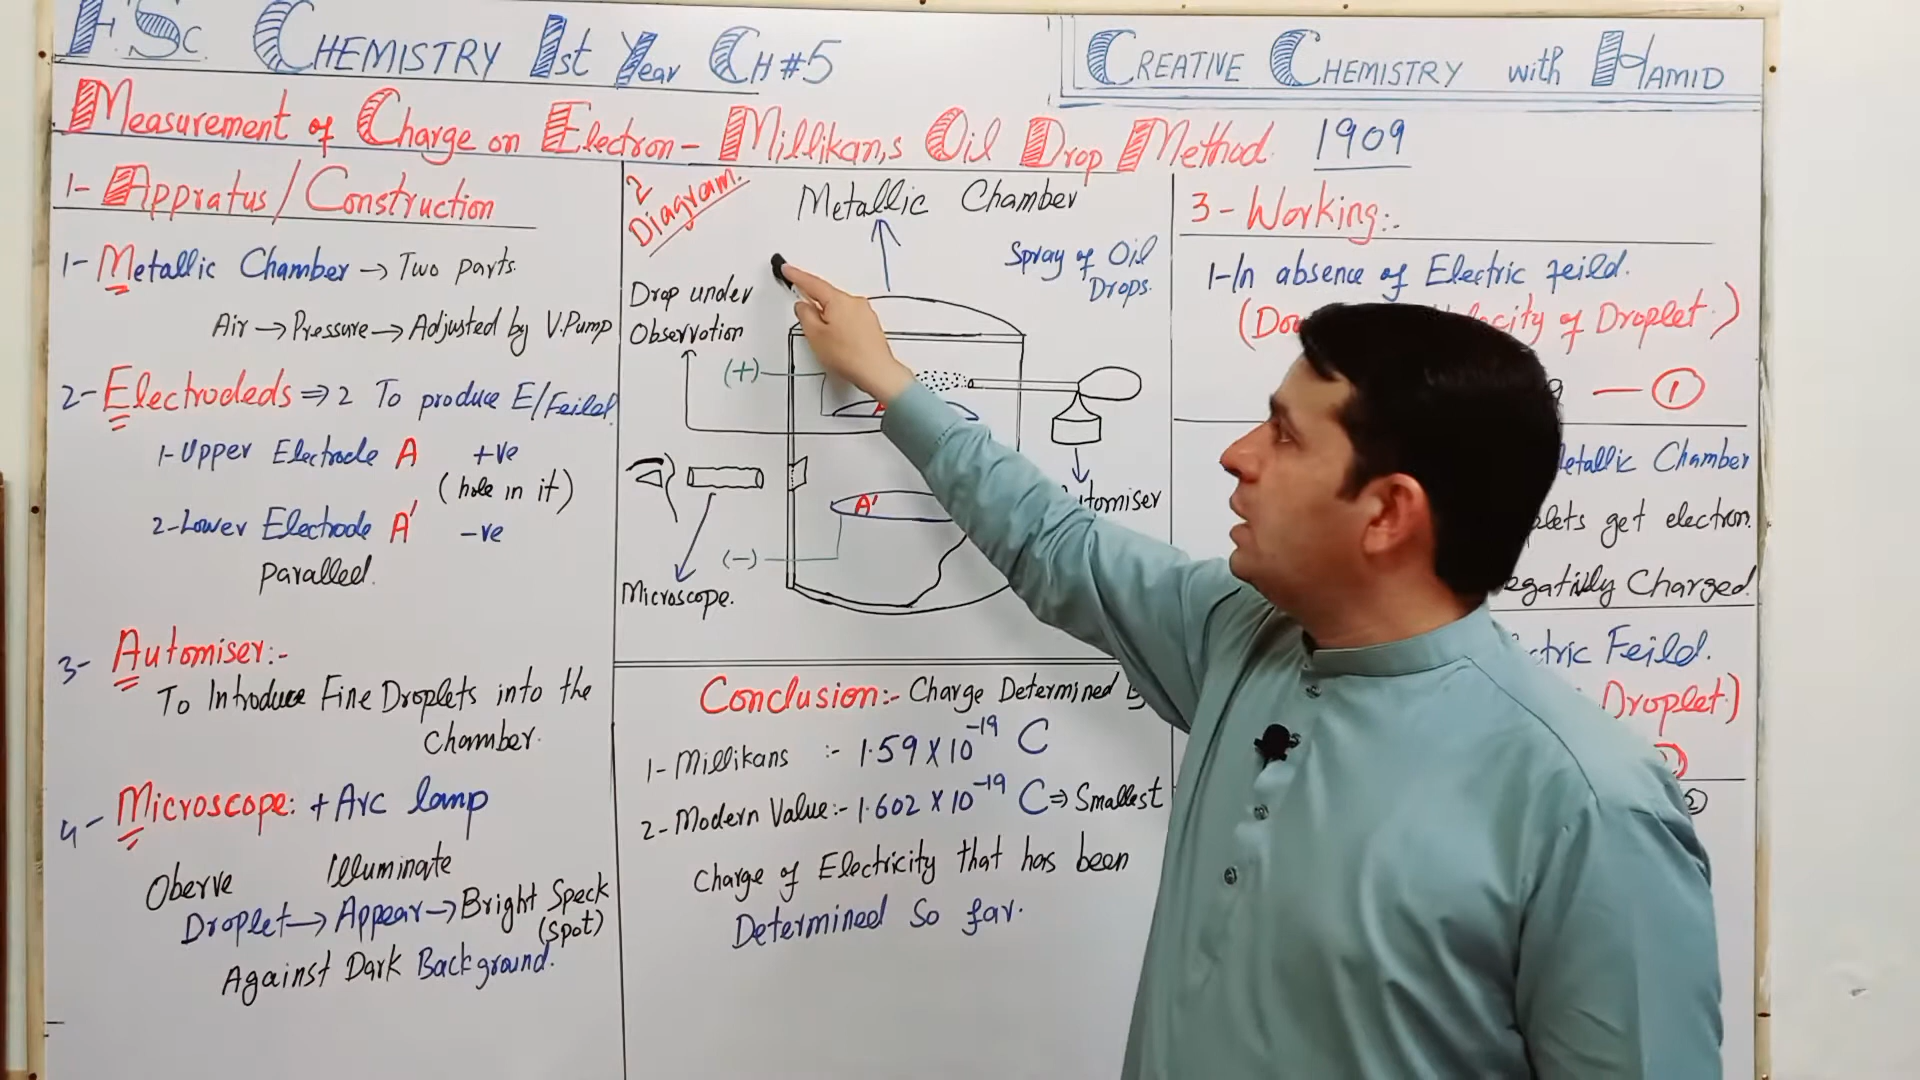 F.Sc. CHEMISTRY 1st Year CH#5
CREATIVE CHEMISTRY with HAMID
Measurement of Charge on Electron - Millikan,s Oil Drop Method. 1909
1- Appratus/Construction
1- Metallic Chamber → Two parts.
Air → Pressure → Adjusted by V.Pump
2- Electrodeds ⇒ 2 To produce E/Feild
1-Upper Electrode A +ve
(hole in it)
2-Lower Electrode A' -ve
Paralled.
3- Automiser:-
To Introduce Fine Droplets into the
Chamber.
4- Microscope: + Arc lamp
Oberve Illuminate
Droplet → Appear → Bright Speck
(Spot)
Against Dark Background.
2
Diagram.
Metallic Chamber
Spray of Oil
Drops.
Drop under
Observation
(+)
A'
(-)
Microscope.
tomiser
Conclusion:- Charge Determined
1- Millikans :- 1.59 x 10-19 C
2- Modern Value:- 1.602 x 10-19 C ⇒ Smallest
Charge of Electricity that has been
Determined So far.
3- Working:-
1-In absence of Electric feild.
(Do city of Droplet.)
g — 1
etallic Chamber
plets get electron.
egativly Charged.
ctric Feild.
Droplet)
2